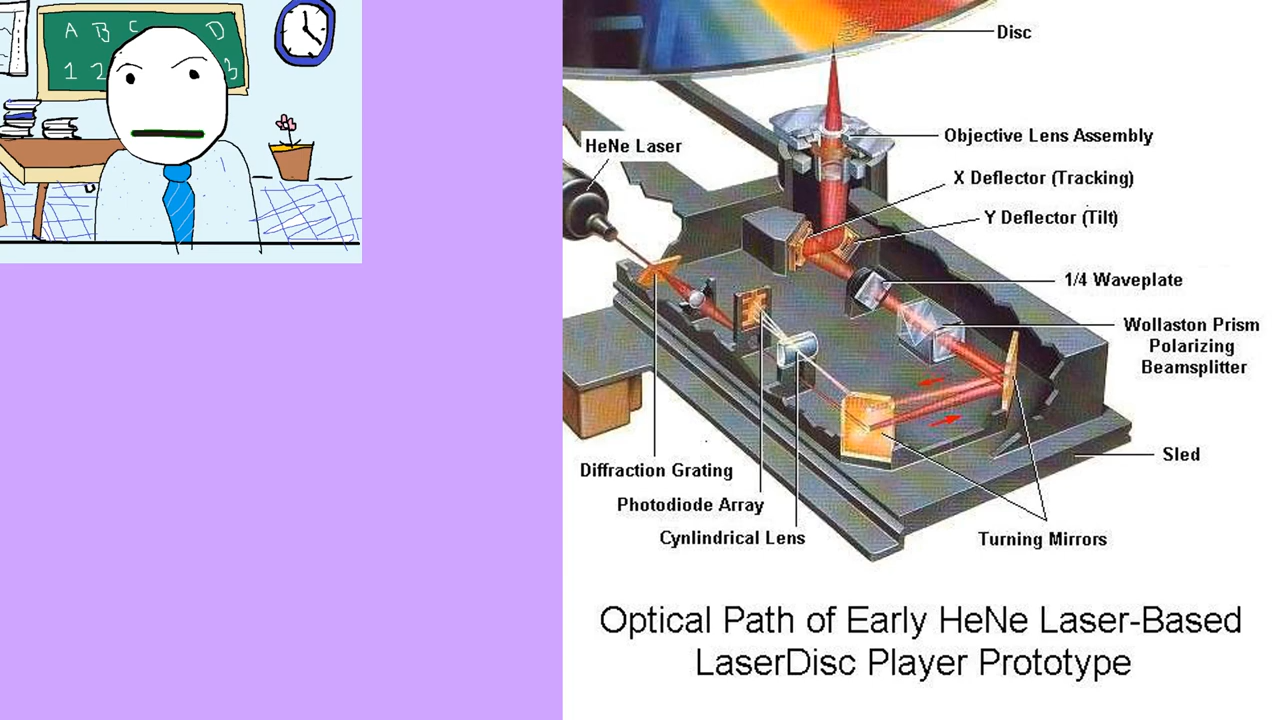 A B C D
1 2 3
Disc
Objective Lens Assembly
HeNe Laser
X Deflector (Tracking)
Y Deflector (Tilt)
1/4 Waveplate
Wollaston Prism
Polarizing
Beamsplitter
Sled
Diffraction Grating
Photodiode Array
Cynlindrical Lens
Turning Mirrors
Optical Path of Early HeNe Laser-Based
LaserDisc Player Prototype